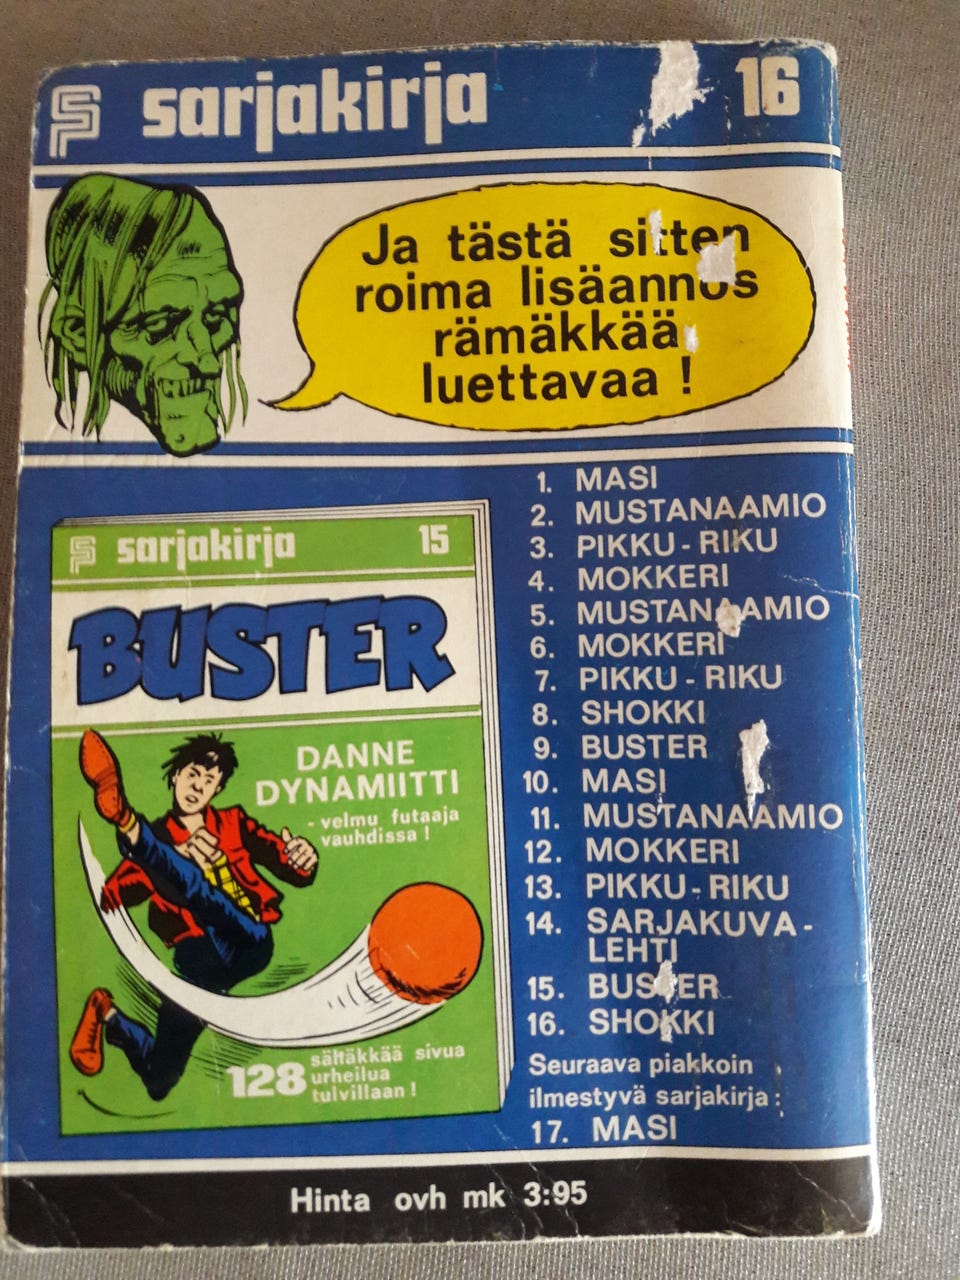 sarjakirja 16
Ja tästä sitten
roima lisäannos
rämäkkää
luettavaa !
sarjakirja 15
BUSTER
DANNE
DYNAMIITTI
- velmu futaaja
vauhdissa !
128 sähäkkää sivua
urheilua
tulvillaan !
1. MASI
2. MUSTANAAMIO
3. PIKKU - RIKU
4. MOKKERI
5. MUSTANAAMIO
6. MOKKERI
7. PIKKU - RIKU
8. SHOKKI
9. BUSTER
10. MASI
11. MUSTANAAMIO
12. MOKKERI
13. PIKKU - RIKU
14. SARJAKUVA -
LEHTI
15. BUSTER
16. SHOKKI
Seuraava piakkoin
ilmestyvä sarjakirja :
17. MASI
Hinta ovh mk 3:95